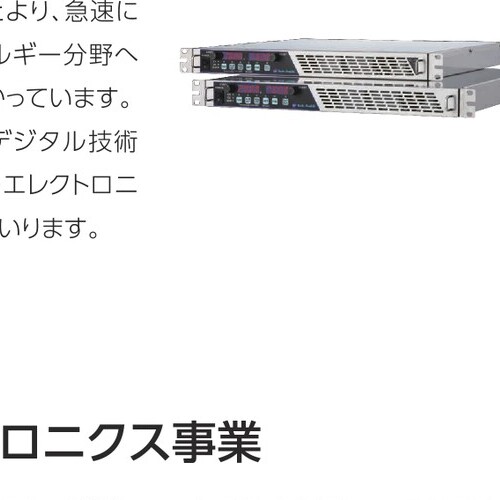 とより、急速に
ルギー分野へ
かっています。
デジタル技術
エレクトロニ
いります。
ロニクス事業